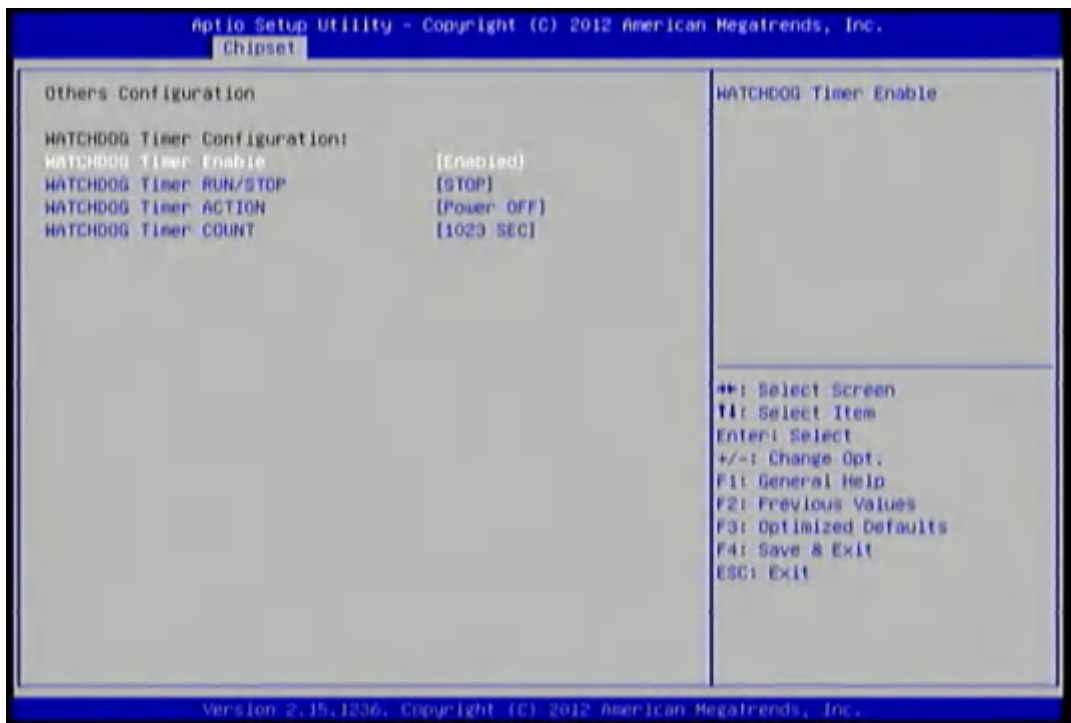 Aptio Setup Utility - Copyright (C) 2012 American Megatrends, Inc.
Chipset
Others Configuration
WATCHDOG Timer Configuration:
WATCHDOG Timer Enable [Enabled]
WATCHDOG Timer RUN/STOP [STOP]
WATCHDOG Timer ACTION [Power OFF]
WATCHDOG Timer COUNT [1023 SEC]
WATCHDOG Timer Enable
→←: Select Screen
↑↓: Select Item
Enter: Select
+/-: Change Opt.
F1: General Help
F2: Previous Values
F3: Optimized Defaults
F4: Save & Exit
ESC: Exit
Version 2.15.1236. Copyright (C) 2012 American Megatrends, Inc.